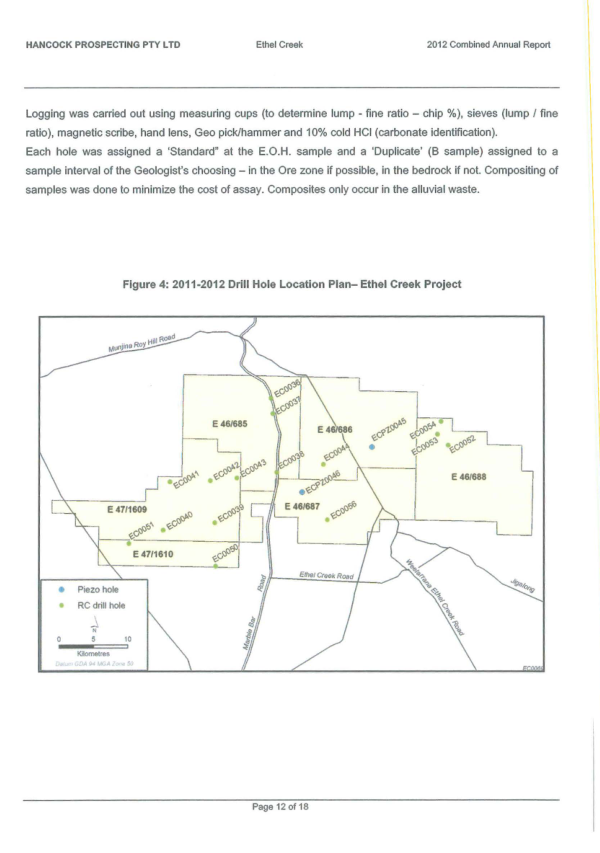 HANCOCK PROSPECTING PTY LTD Ethel Creek 2012 Combined Annual Report
Logging was carried out using measuring cups (to determine lump - fine ratio – chip %), sieves (lump / fine
ratio), magnetic scribe, hand lens, Geo pick/hammer and 10% cold HCl (carbonate identification).
Each hole was assigned a 'Standard" at the E.O.H. sample and a 'Duplicate' (B sample) assigned to a
sample interval of the Geologist's choosing – in the Ore zone if possible, in the bedrock if not. Compositing of
samples was done to minimize the cost of assay. Composites only occur in the alluvial waste.
Figure 4: 2011-2012 Drill Hole Location Plan– Ethel Creek Project
Munjina Roy Hill Road
EC0036
EC0037
E 46/685
E 46/686
ECPZ0045
EC0054
EC0053
EC0052
EC0038
EC0044
EC0041
EC0042
EC0043
E 46/688
ECPZ0046
E 47/1609
E 46/687
EC0056
EC0039
EC0040
EC0051
E 47/1610
EC0050
Ethel Creek Road
Jigalong
Marble Bar Road
Ethel Creek Road
Piezo hole
RC drill hole
N
0 5 10
Kilometres
Datum GDA 94 MGA Zone
Page 12 of 18